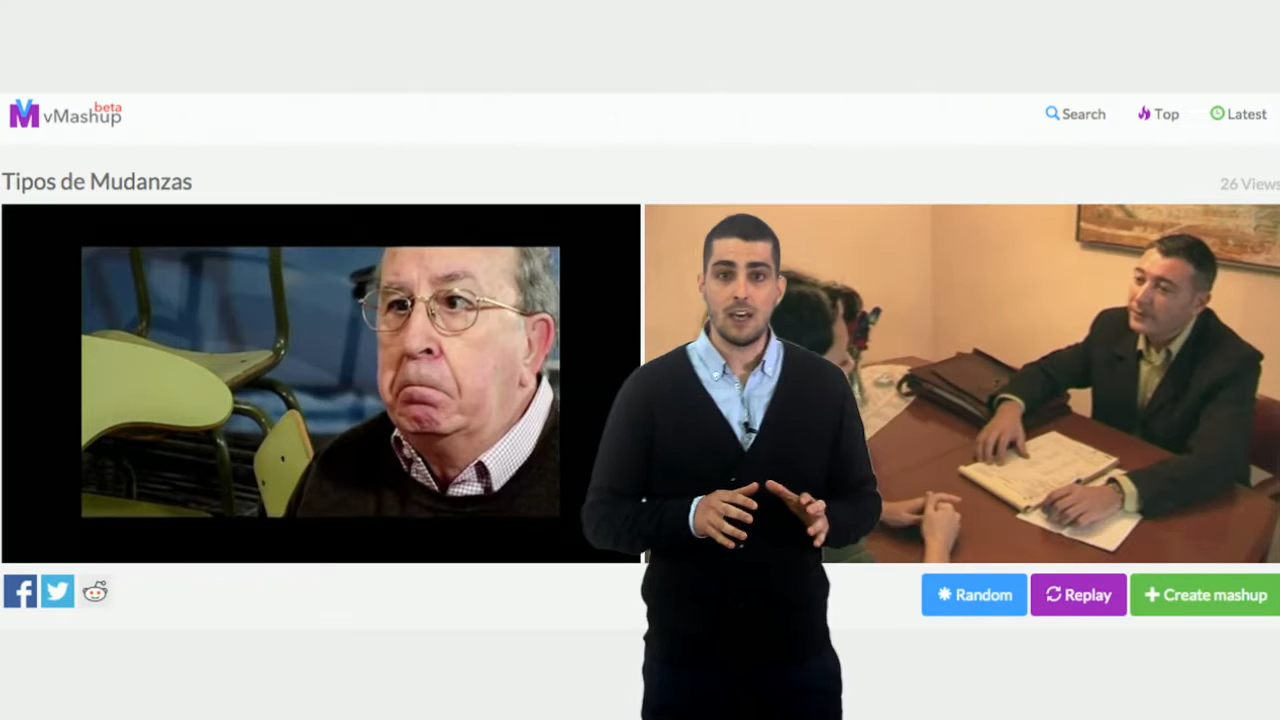 vMashup beta
Search
Top
Latest
Tipos de Mudanzas
26 Views
Random
Replay
Create mashup